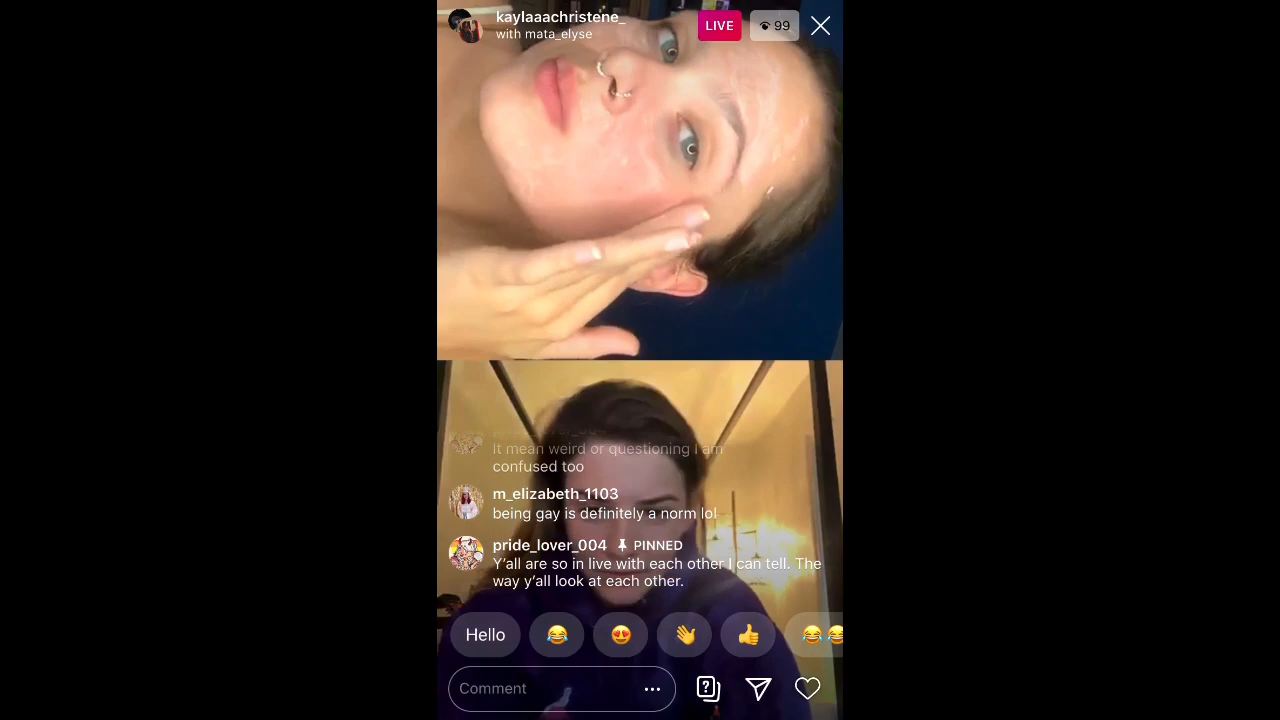 kaylaaachristene_
with mata_elyse
LIVE
99
It mean weird or questioning I am
confused too
m_elizabeth_1103
being gay is definitely a norm lol
pride_lover_004 PINNED
Y'all are so in live with each other I can tell. The
way y'all look at each other.
Hello
Comment